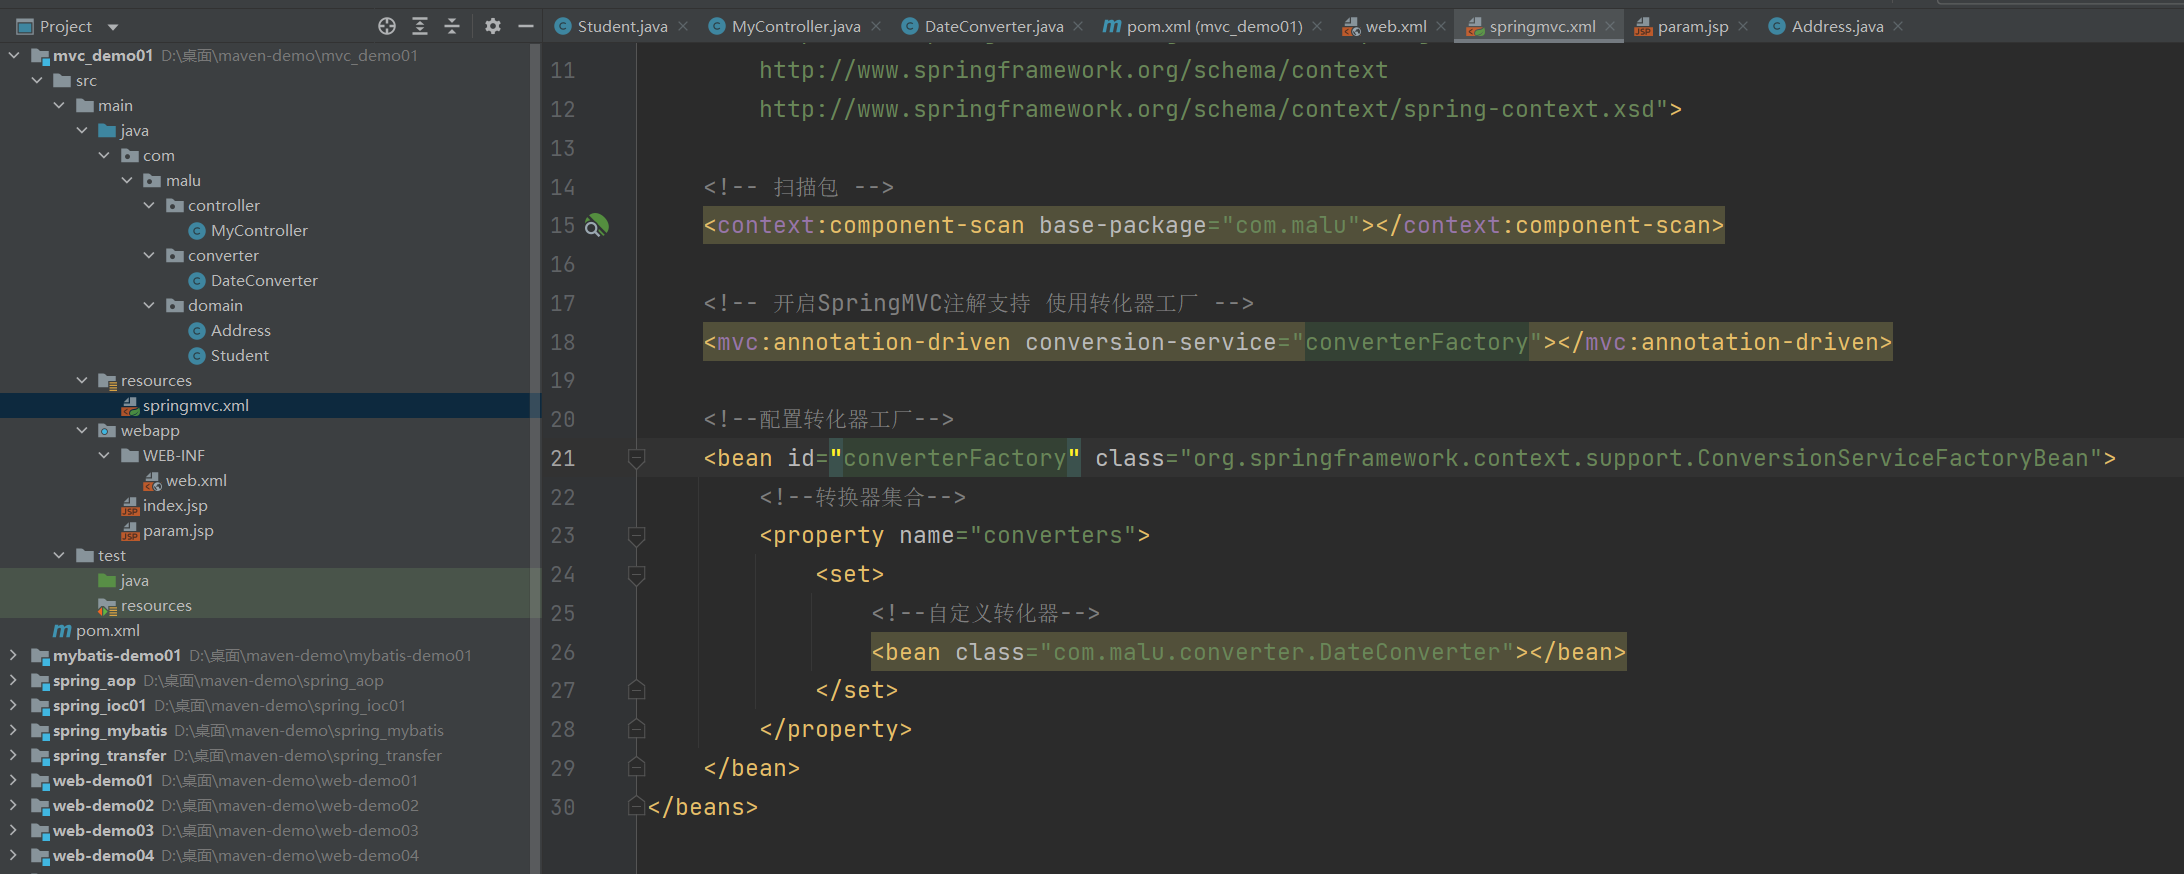 Project
Student.java
MyController.java
DateConverter.java
pom.xml (mvc_demo01)
web.xml
springmvc.xml
param.jsp
Address.java
mvc_demo01 D:\桌面\maven-demo\mvc_demo01
src
main
java
com
malu
controller
MyController
converter
DateConverter
domain
Address
Student
resources
springmvc.xml
webapp
WEB-INF
web.xml
index.jsp
param.jsp
test
java
resources
pom.xml
mybatis-demo01 D:\桌面\maven-demo\mybatis-demo01
spring_aop D:\桌面\maven-demo\spring_aop
spring_ioc01 D:\桌面\maven-demo\spring_ioc01
spring_mybatis D:\桌面\maven-demo\spring_mybatis
spring_transfer D:\桌面\maven-demo\spring_transfer
web-demo01 D:\桌面\maven-demo\web-demo01
web-demo02 D:\桌面\maven-demo\web-demo02
web-demo03 D:\桌面\maven-demo\web-demo03
web-demo04 D:\桌面\maven-demo\web-demo04
11 http://www.springframework.org/schema/context
12 http://www.springframework.org/schema/context/spring-context.xsd">
13
14 <!-- 扫描包 -->
15 <context:component-scan base-package="com.malu"></context:component-scan>
16
17 <!-- 开启SpringMVC注解支持 使用转化器工厂 -->
18 <mvc:annotation-driven conversion-service="converterFactory"></mvc:annotation-driven>
19
20 <!--配置转化器工厂-->
21 <bean id="converterFactory" class="org.springframework.context.support.ConversionServiceFactoryBean">
22 <!--转换器集合-->
23 <property name="converters">
24 <set>
25 <!--自定义转化器-->
26 <bean class="com.malu.converter.DateConverter"></bean>
27 </set>
28 </property>
29 </bean>
30 </beans>